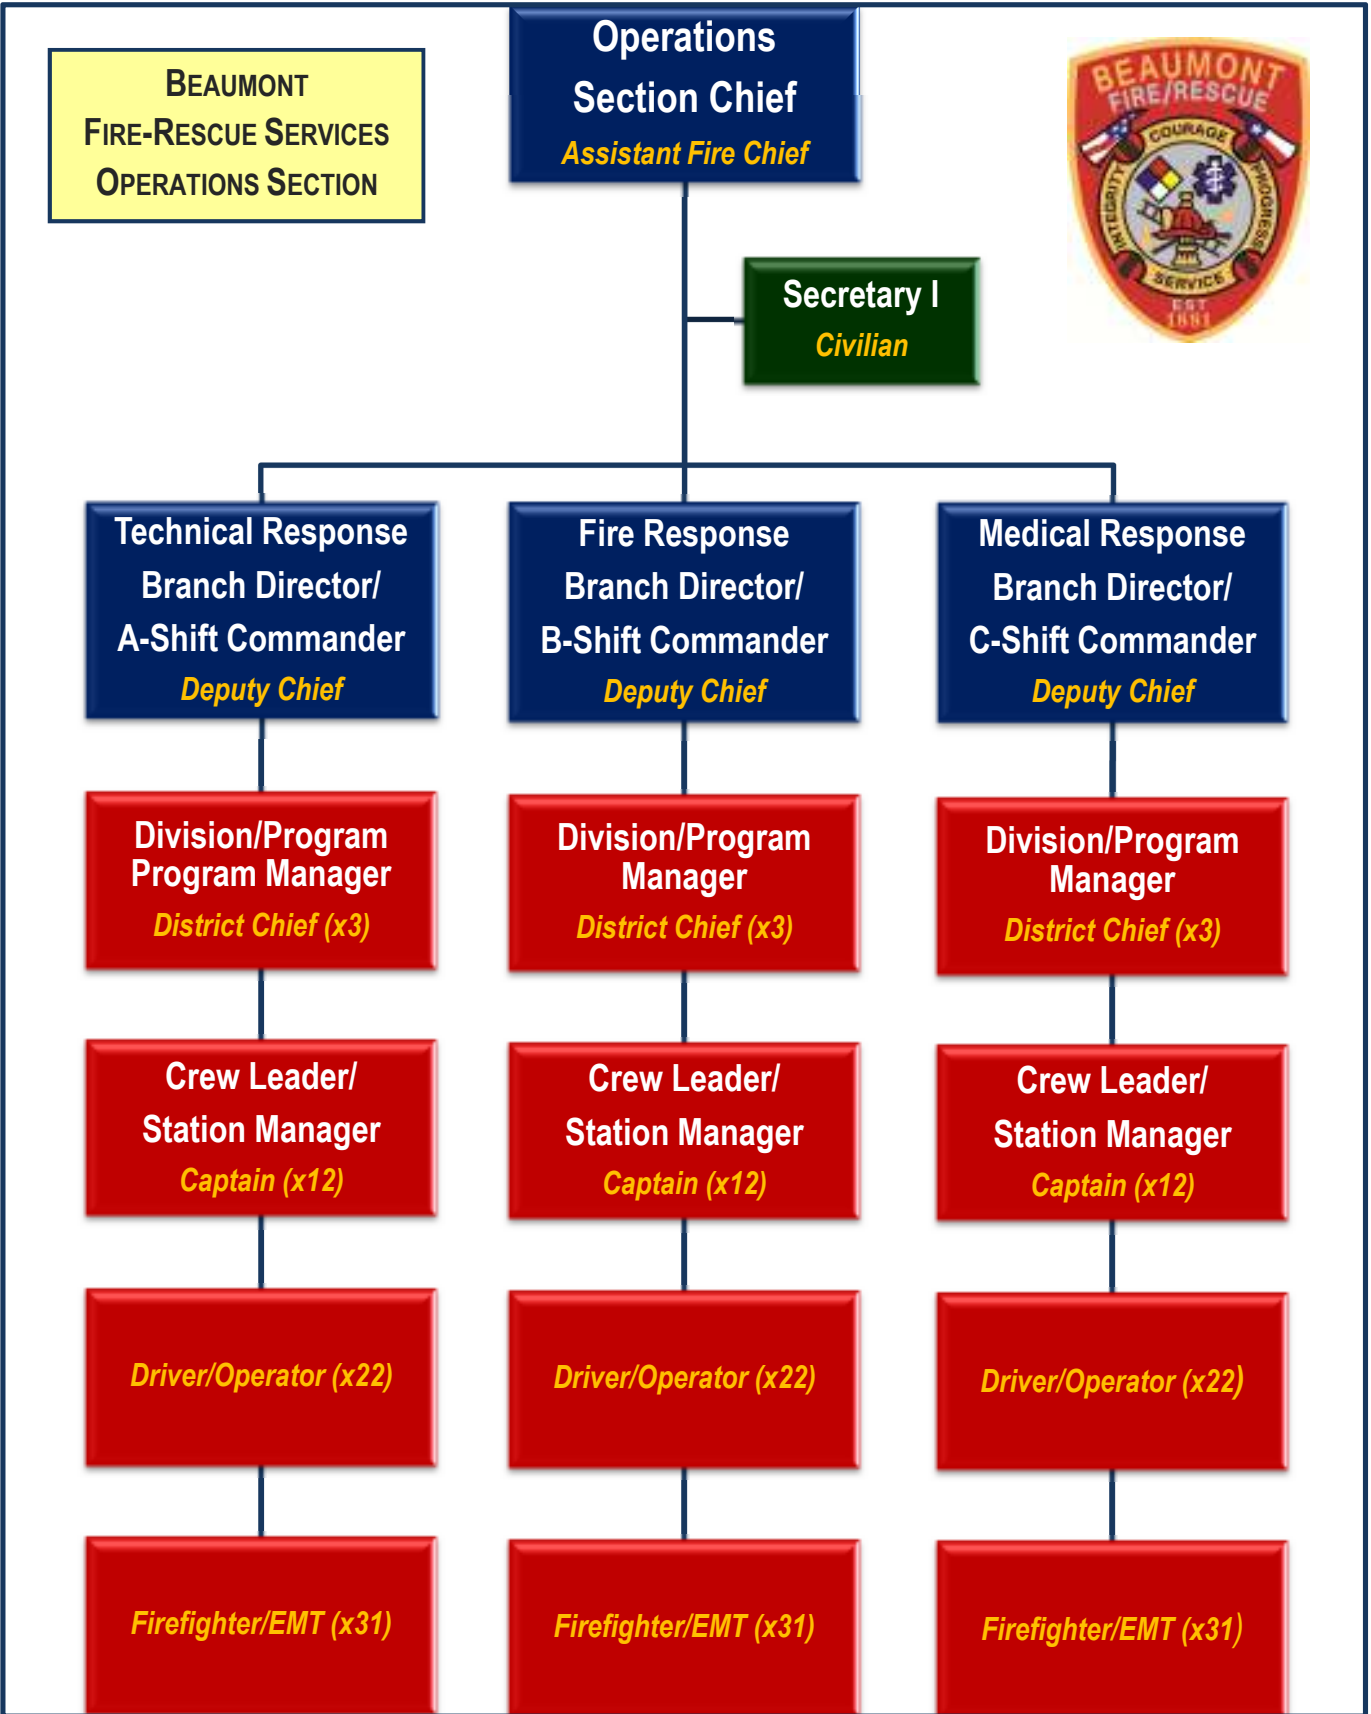 Operations
Section Chief
Assistant Fire Chief
BEAUMONT
FIRE-RESCUE SERVICES
OPERATIONS SECTION
BEAUMONT
FIRE/RESCUE
COURAGE
INTEGRITY
PROGRESS
SERVICE
EST
1881
Secretary I
Civilian
Technical Response
Branch Director/
A-Shift Commander
Deputy Chief
Fire Response
Branch Director/
B-Shift Commander
Deputy Chief
Medical Response
Branch Director/
C-Shift Commander
Deputy Chief
Division/Program
Program Manager
District Chief (x3)
Division/Program
Manager
District Chief (x3)
Division/Program
Manager
District Chief (x3)
Crew Leader/
Station Manager
Captain (x12)
Crew Leader/
Station Manager
Captain (x12)
Crew Leader/
Station Manager
Captain (x12)
Driver/Operator (x22)
Driver/Operator (x22)
Driver/Operator (x22)
Firefighter/EMT (x31)
Firefighter/EMT (x31)
Firefighter/EMT (x31)